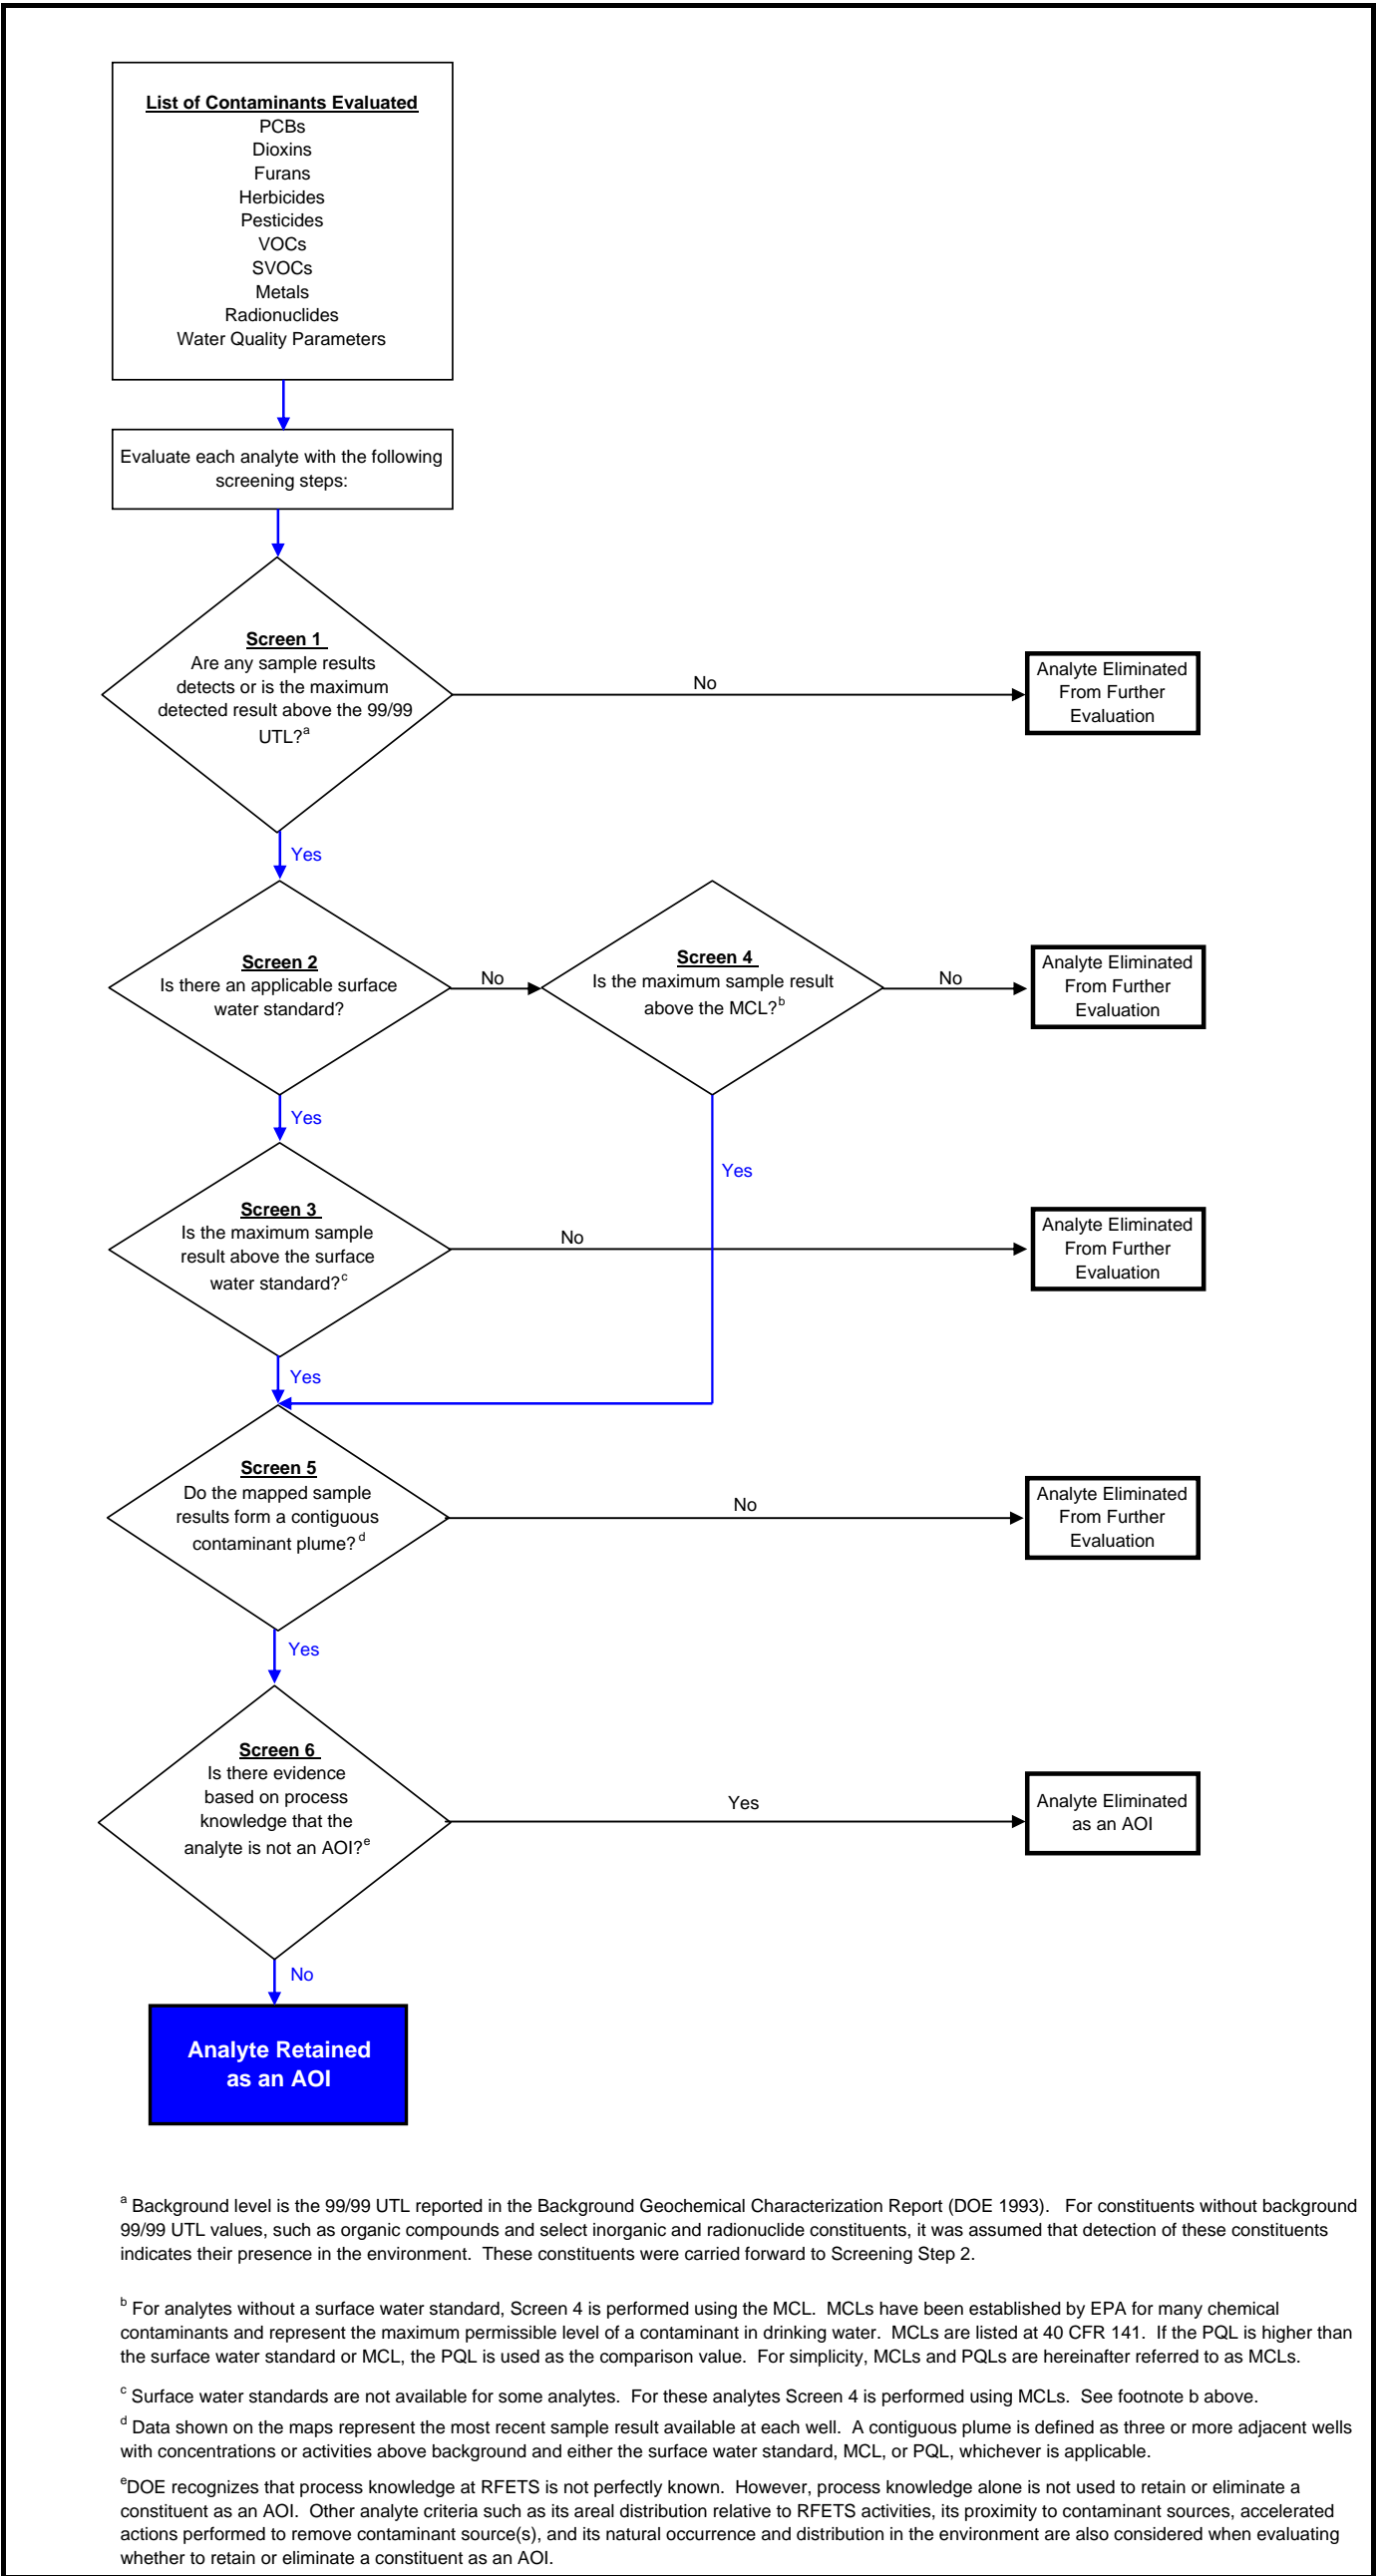 List of Contaminants Evaluated
PCBs
Dioxins
Furans
Herbicides
Pesticides
VOCs
SVOCs
Metals
Radionuclides
Water Quality Parameters
Evaluate each analyte with the following
screening steps:
Screen 1
Are any sample results
detects or is the maximum
detected result above the 99/99
UTL?a
No
Analyte Eliminated
From Further
Evaluation
Yes
Screen 2
Is there an applicable surface
water standard?
No
Screen 4
Is the maximum sample result
above the MCL?b
No
Analyte Eliminated
From Further
Evaluation
Yes
Yes
Screen 3
Is the maximum sample
result above the surface
water standard?c
No
Analyte Eliminated
From Further
Evaluation
Yes
Screen 5
Do the mapped sample
results form a contiguous
contaminant plume?d
No
Analyte Eliminated
From Further
Evaluation
Yes
Screen 6
Is there evidence
based on process
knowledge that the
analyte is not an AOI?e
Yes
Analyte Eliminated
as an AOI
No
Analyte Retained
as an AOI
a Background level is the 99/99 UTL reported in the Background Geochemical Characterization Report (DOE 1993). For constituents without background
99/99 UTL values, such as organic compounds and select inorganic and radionuclide constituents, it was assumed that detection of these constituents
indicates their presence in the environment. These constituents were carried forward to Screening Step 2.
b For analytes without a surface water standard, Screen 4 is performed using the MCL. MCLs have been established by EPA for many chemical
contaminants and represent the maximum permissible level of a contaminant in drinking water. MCLs are listed at 40 CFR 141. If the PQL is higher than
the surface water standard or MCL, the PQL is used as the comparison value. For simplicity, MCLs and PQLs are hereinafter referred to as MCLs.
c Surface water standards are not available for some analytes. For these analytes Screen 4 is performed using MCLs. See footnote b above.
d Data shown on the maps represent the most recent sample result available at each well. A contiguous plume is defined as three or more adjacent wells
with concentrations or activities above background and either the surface water standard, MCL, or PQL, whichever is applicable.
eDOE recognizes that process knowledge at RFETS is not perfectly known. However, process knowledge alone is not used to retain or eliminate a
constituent as an AOI. Other analyte criteria such as its areal distribution relative to RFETS activities, its proximity to contaminant sources, accelerated
actions performed to remove contaminant source(s), and its natural occurrence and distribution in the environment are also considered when evaluating
whether to retain or eliminate a constituent as an AOI.